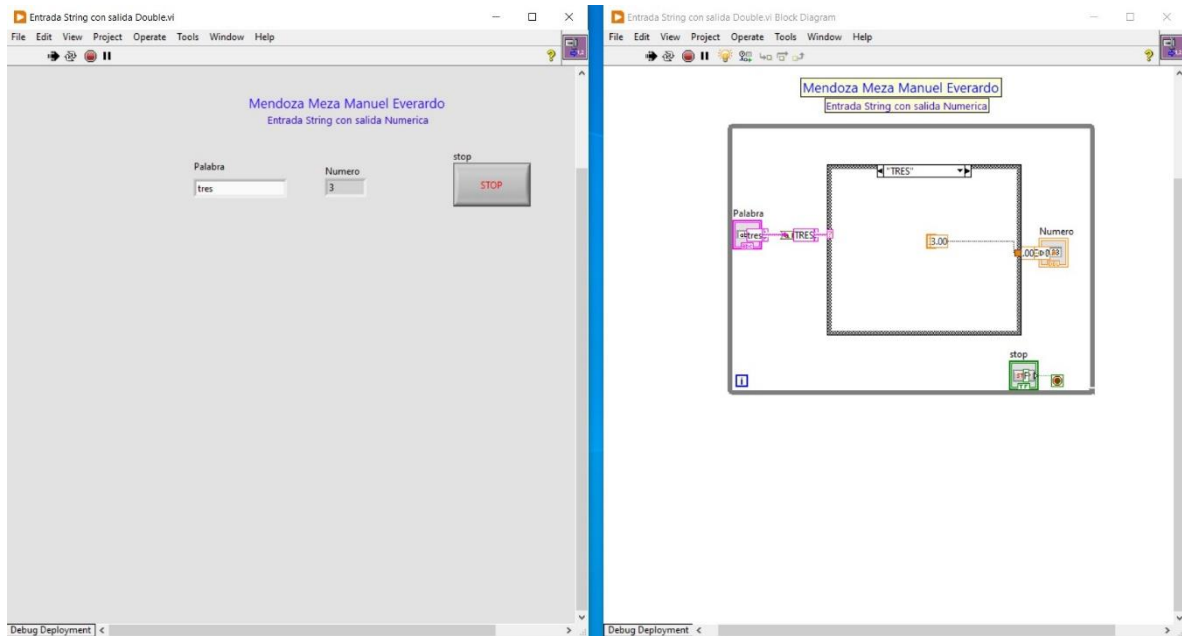 Entrada String con salida Double.vi
File Edit View Project Operate Tools Window Help
Mendoza Meza Manuel Everardo
Entrada String con salida Numerica
Palabra
tres
Numero
3
stop
STOP
Debug Deployment
Entrada String con salida Double.vi Block Diagram
File Edit View Project Operate Tools Window Help
Mendoza Meza Manuel Everardo
Entrada String con salida Numerica
"TRES"
Palabra
tres
TRES
3.00
Numero
stop
i
Debug Deployment